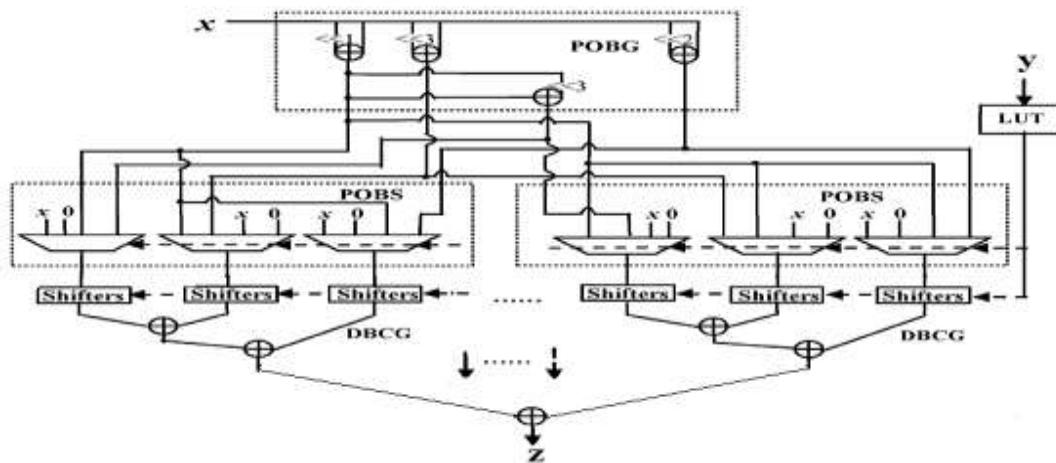 x
<<3
<<2
POBG
<3
y
LUT
POBS
POBS
x 0 x 0 x 0
x 0 x 0 x 0
Shifters Shifters Shifters
Shifters Shifters Shifters
DBCG
DBCG
z